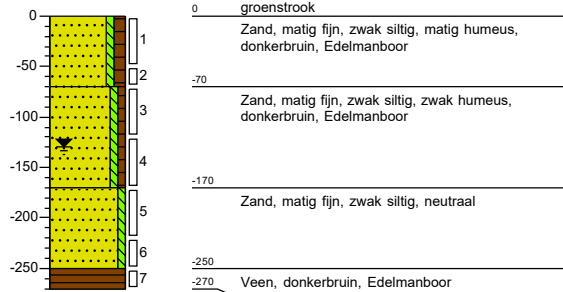 0
-50
-100
-150
-200
-250
1
2
3
4
5
6
7
0
groenstrook
Zand, matig fijn, zwak siltig, matig humeus,
donkerbruin, Edelmanboor
-70
Zand, matig fijn, zwak siltig, zwak humeus,
donkerbruin, Edelmanboor
-170
Zand, matig fijn, zwak siltig, neutraal
-250
Veen, donkerbruin, Edelmanboor
-270